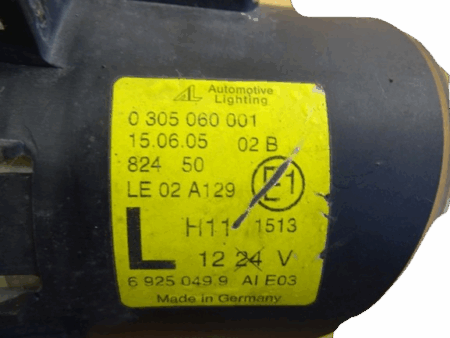 AL Automotive
Lighting
0 305 060 001
15.06.05 02 B
824 50
LE 02 A129 E1
H11 1513
L
12 24 V
6 925 049.9 AI E03
Made in Germany